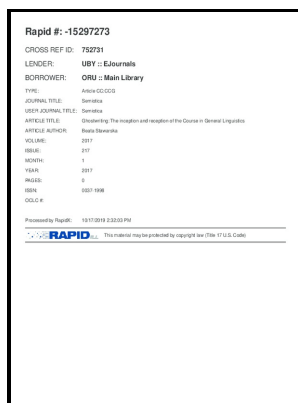 Rapid #: -15297273
CROSS REF ID: 752731
LENDER: UBY :: EJournals
BORROWER: ORU :: Main Library
TYPE: Article CC:CCG
JOURNAL TITLE: Semiotica
USER JOURNAL TITLE: Semiotica
ARTICLE TITLE: Ghostwriting: The inception and reception of the Course in General Linguistics
ARTICLE AUTHOR: Beata Stawarska
VOLUME: 2017
ISSUE: 217
MONTH: 1
YEAR: 2017
PAGES: 0
ISSN: 0037-1998
OCLC #:
Processed by RapidX: 10/17/2019 2:32:03 PM
RAPID This material may be protected by copyright law (Title 17 U.S. Code)